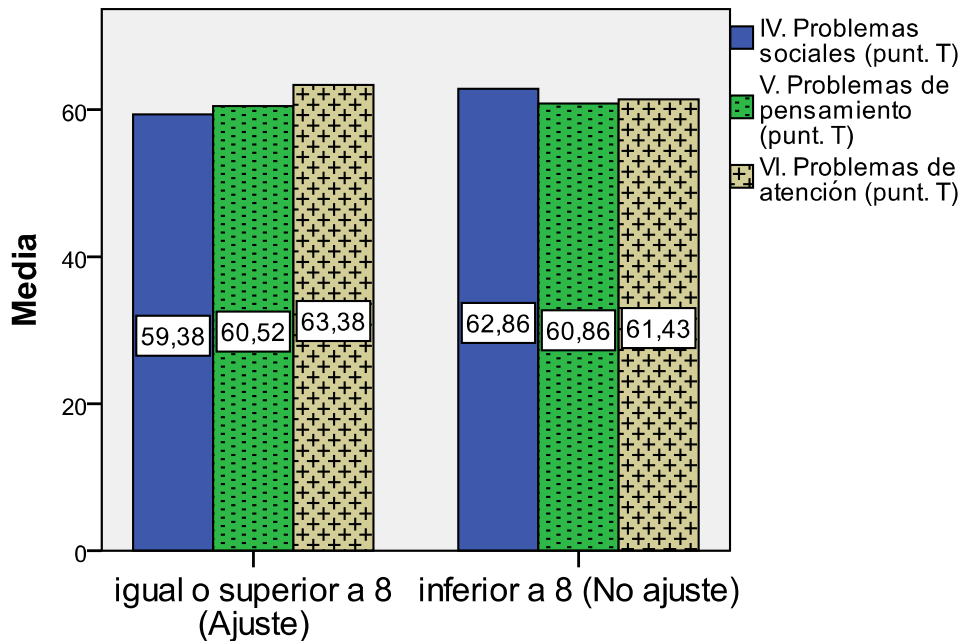 IV. Problemas
sociales (punt. T)
V. Problemas de
pensamiento
(punt. T)
VI. Problemas de
atención (punt. T)
Media
60
40
20
0
59,38
60,52
63,38
62,86
60,86
61,43
igual o superior a 8
(Ajuste)
inferior a 8 (No ajuste)